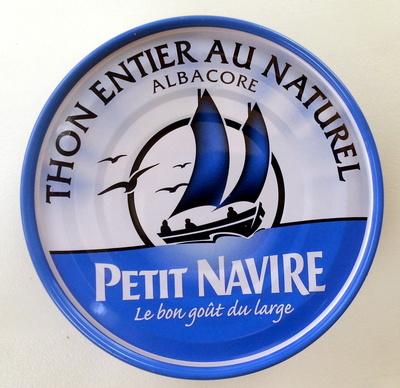 THON ENTIER AU NATUREL
ALBACORE
PETIT NAVIRE
Le bon goût du large